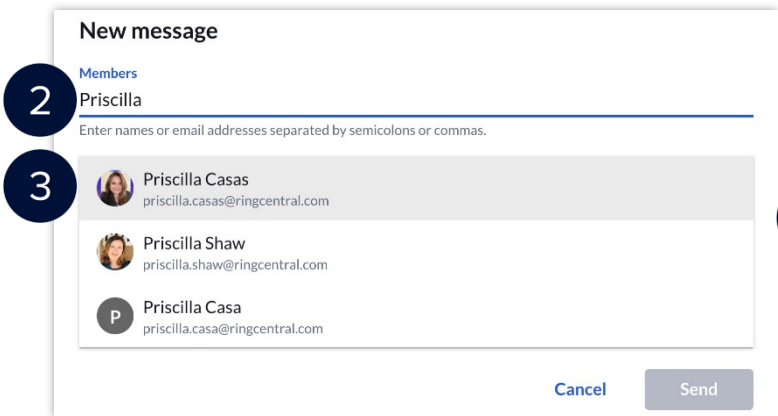 New message
Members
2
Priscilla
Enter names or email addresses separated by semicolons or commas.
3
Priscilla Casas
priscilla.casas@ringcentral.com
Priscilla Shaw
priscilla.shaw@ringcentral.com
P
Priscilla Casa
priscilla.casa@ringcentral.com
Cancel
Send